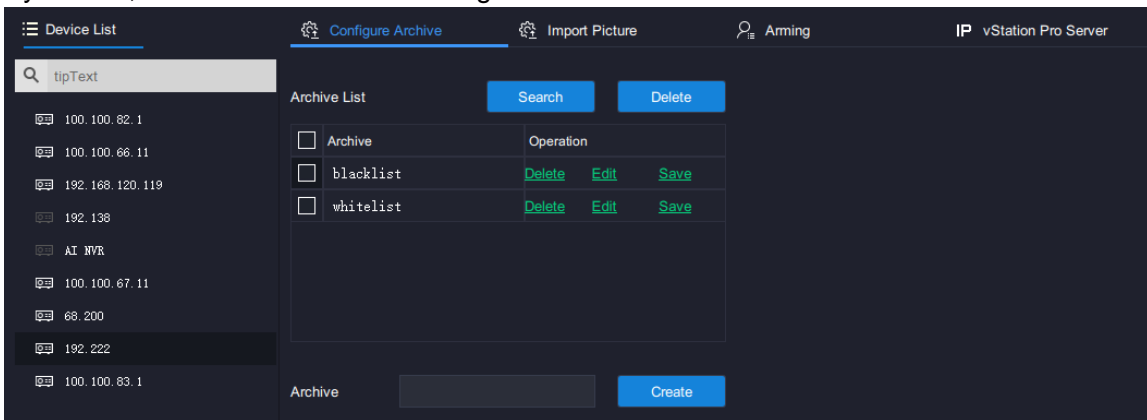 Device List
Configure Archive
Import Picture
Arming
IP vStation Pro Server
tipText
100.100.82.1
100.100.66.11
192.168.120.119
192.138
AI NVR
100.100.67.11
68.200
192.222
100.100.83.1
Archive List
Search
Delete
Archive Operation
blacklist Delete Edit Save
whitelist Delete Edit Save
Archive
Create